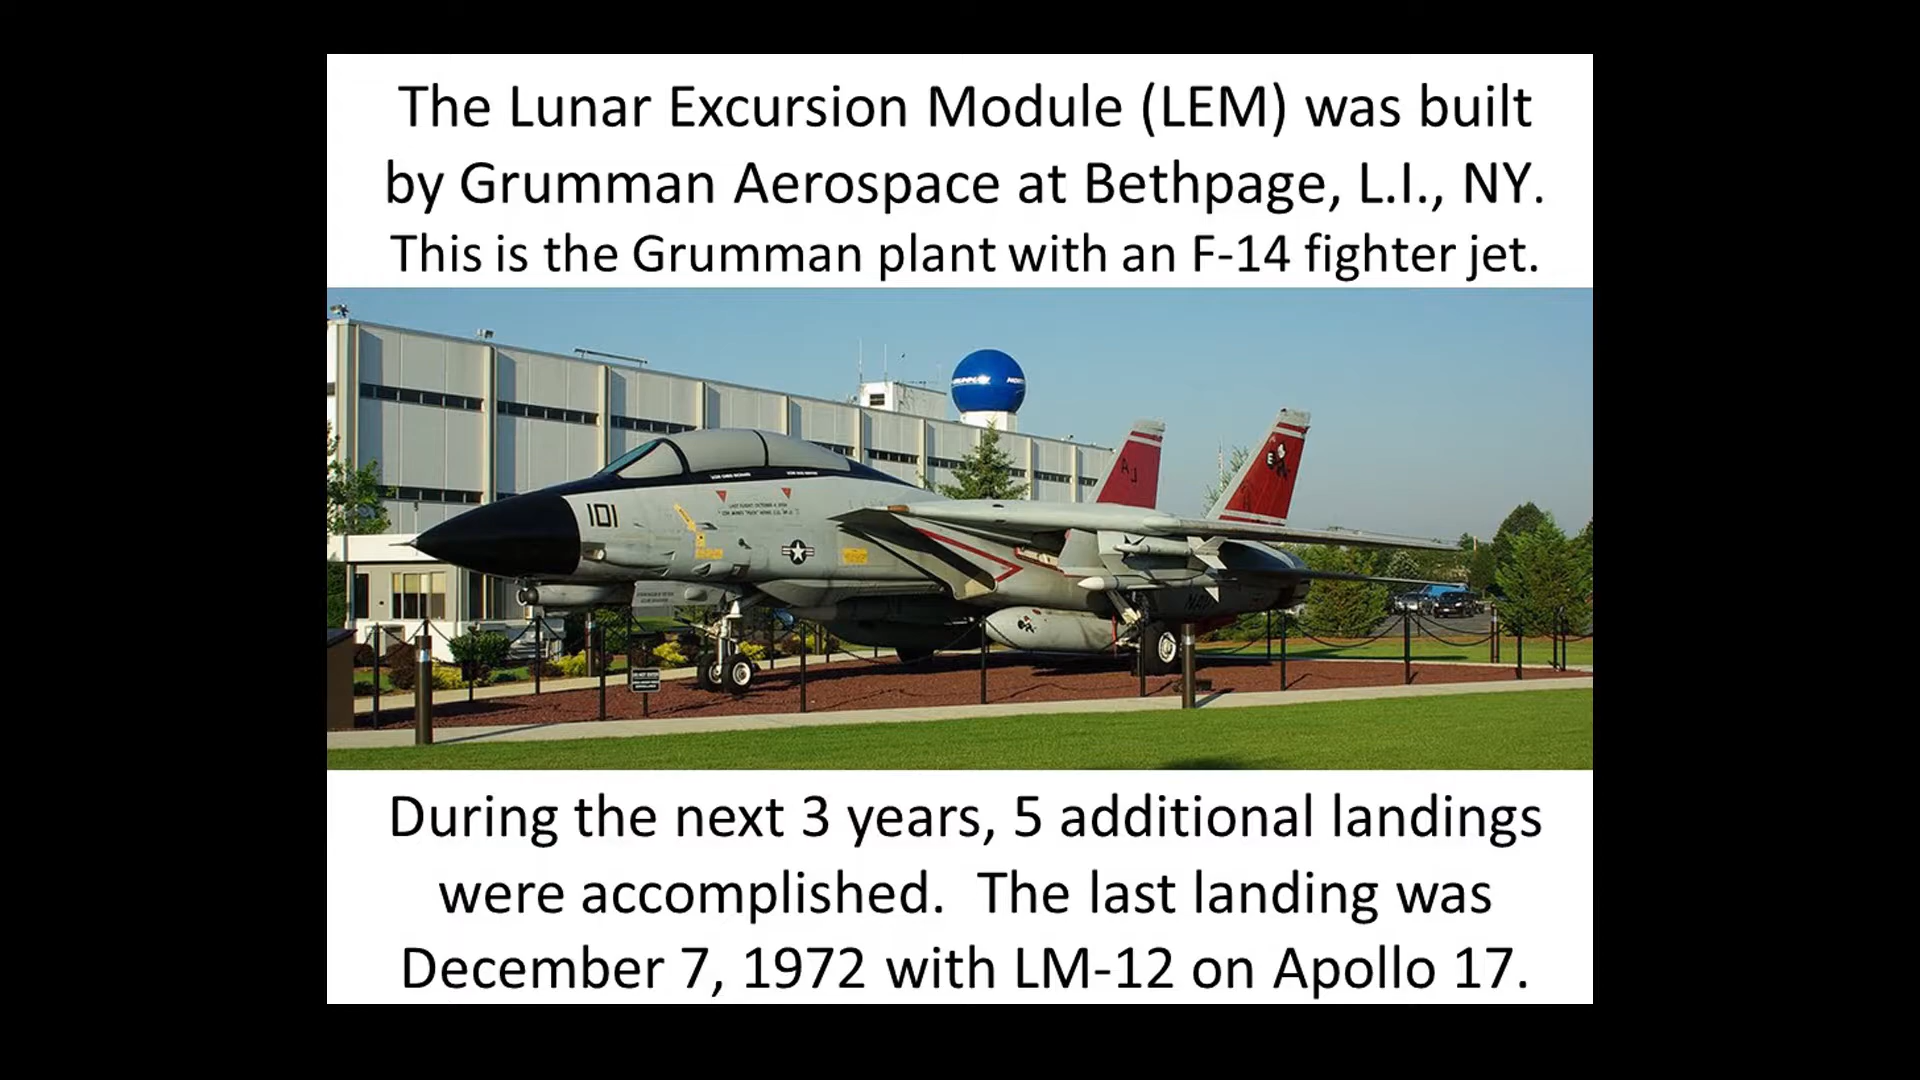 The Lunar Excursion Module (LEM) was built
by Grumman Aerospace at Bethpage, L.I., NY.
This is the Grumman plant with an F-14 fighter jet.
101
A J
During the next 3 years, 5 additional landings
were accomplished. The last landing was
December 7, 1972 with LM-12 on Apollo 17.